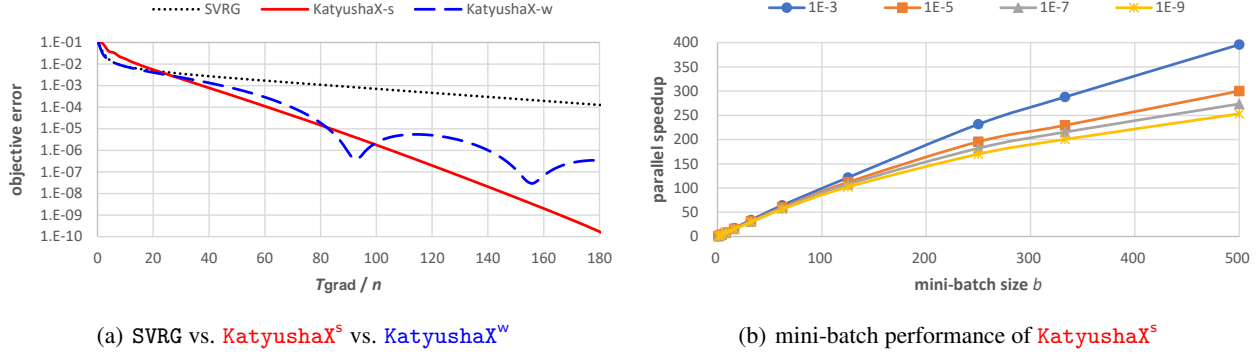 SVRG KatyushaX-s KatyushaX-w
1.E-01
1.E-02
1.E-03
1.E-04
1.E-05
1.E-06
1.E-07
1.E-08
1.E-09
1.E-10
objective error
0 20 40 60 80 100 120 140 160 180
Tgrad / n
(a) SVRG vs. KatyushaX^s vs. KatyushaX^w
1E-3 1E-5 1E-7 1E-9
400
350
300
250
200
150
100
50
0
parallel speedup
0 100 200 300 400 500
mini-batch size b
(b) mini-batch performance of KatyushaX^s